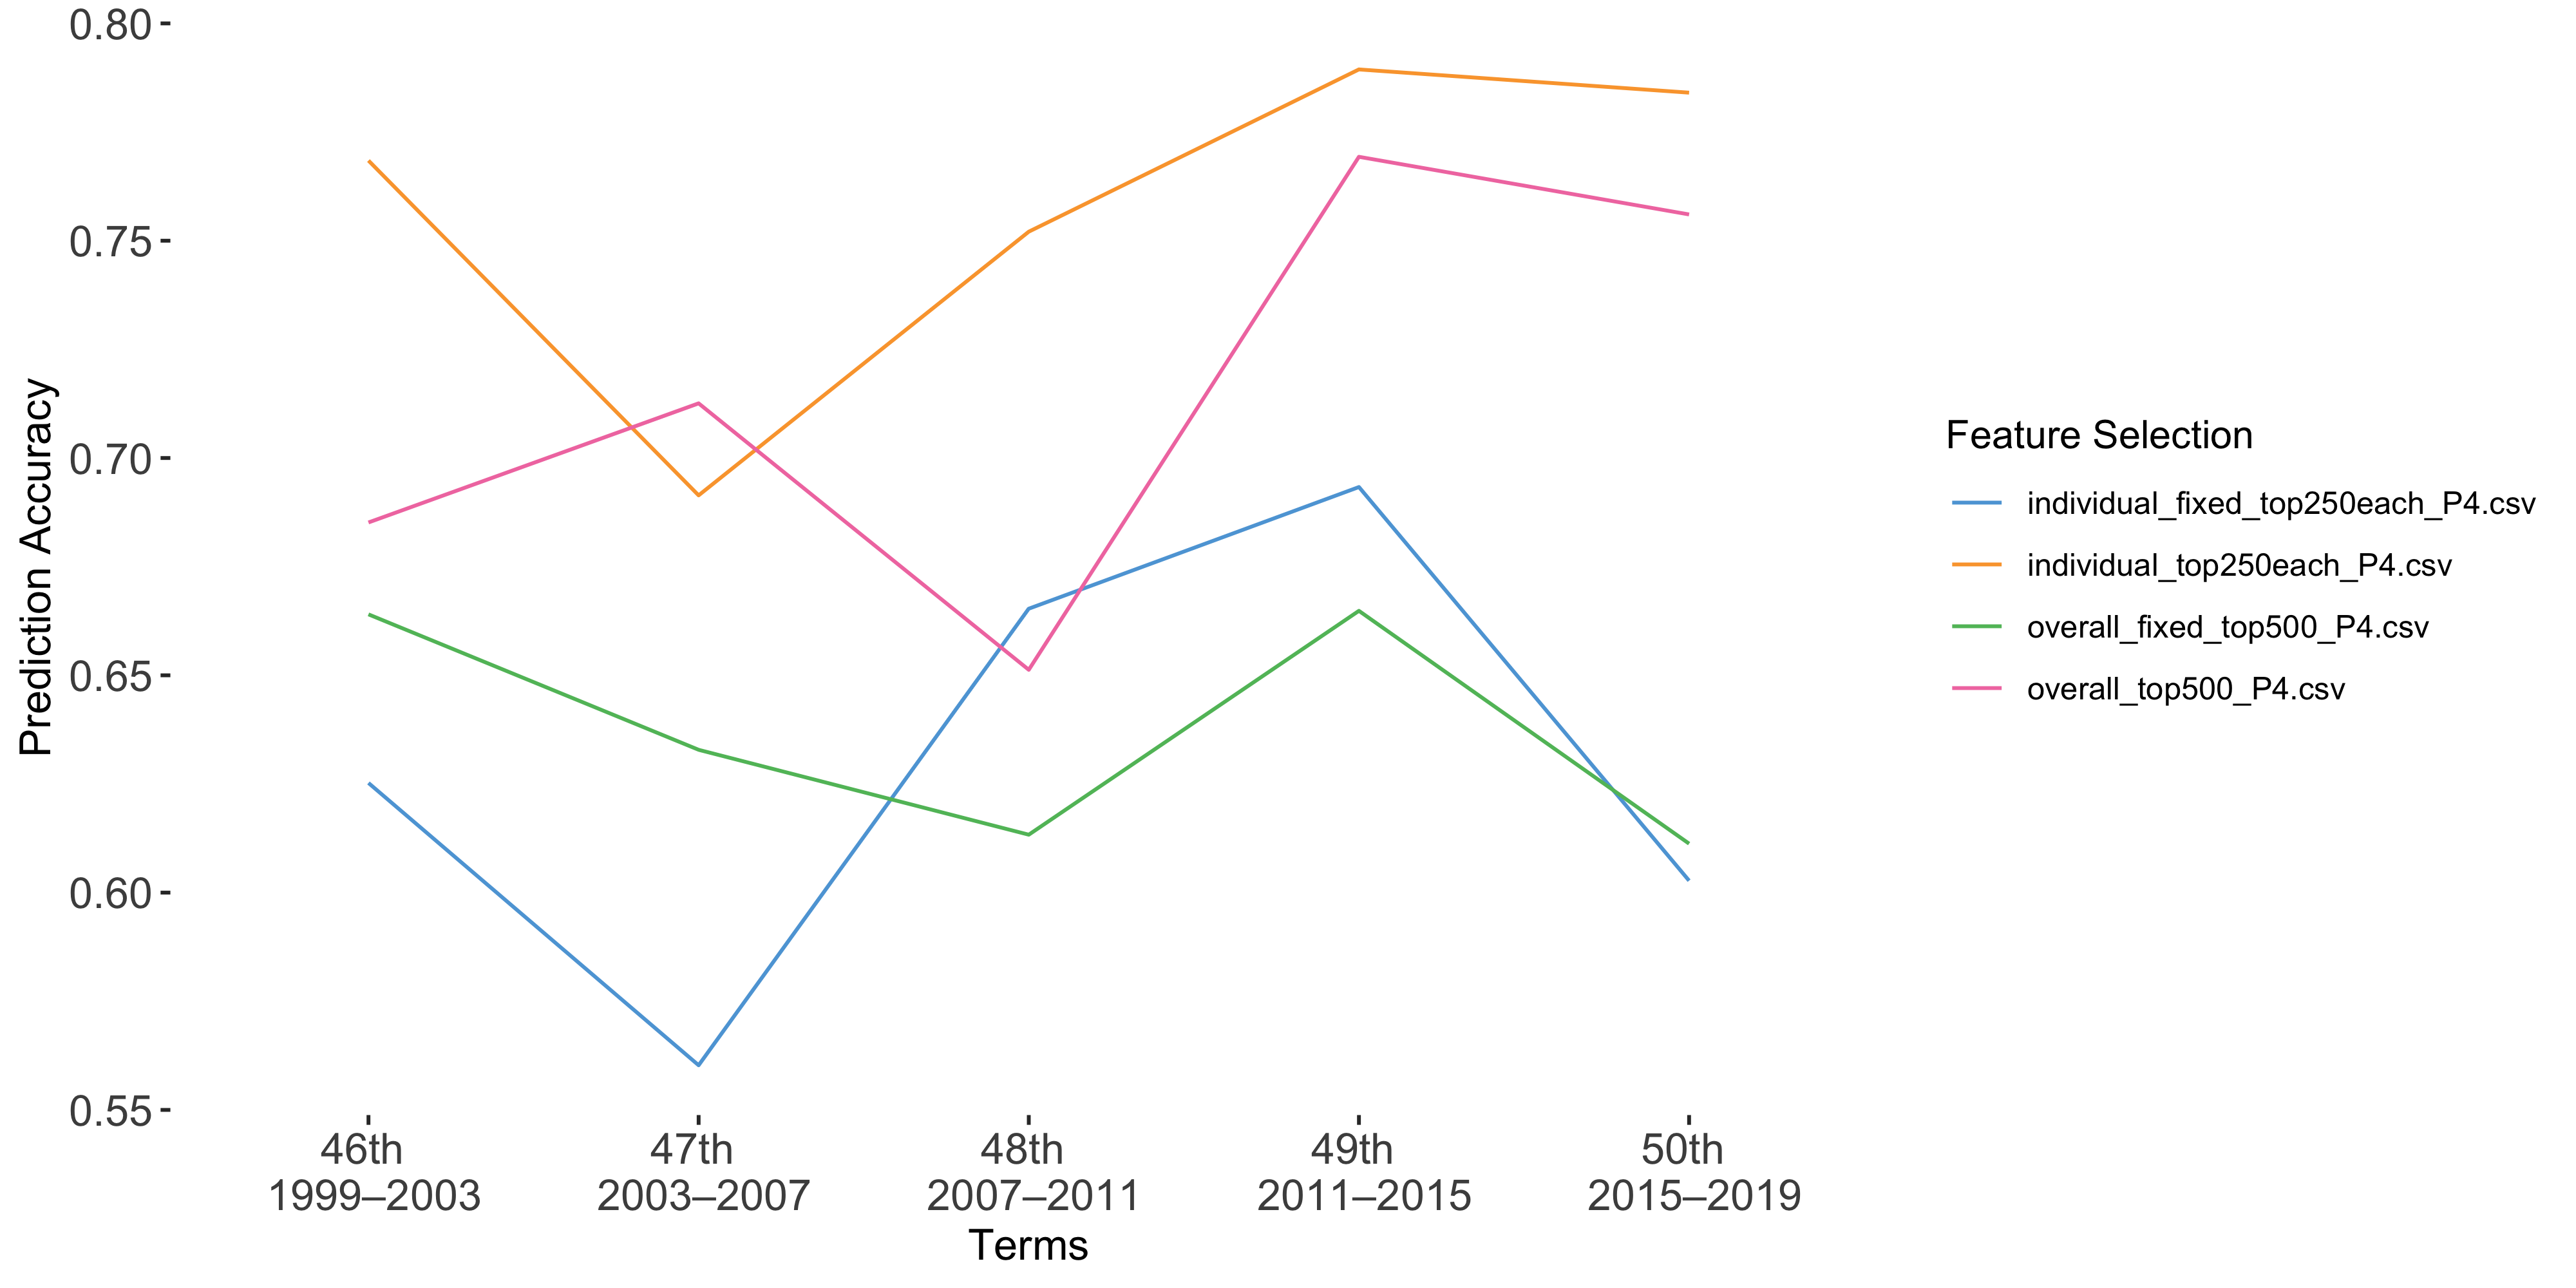 0.80
0.75
0.70
0.65
0.60
0.55
Prediction Accuracy
46th
1999–2003
47th
2003–2007
48th
2007–2011
49th
2011–2015
50th
2015–2019
Terms
Feature Selection
individual_fixed_top250each_P4.csv
individual_top250each_P4.csv
overall_fixed_top500_P4.csv
overall_top500_P4.csv